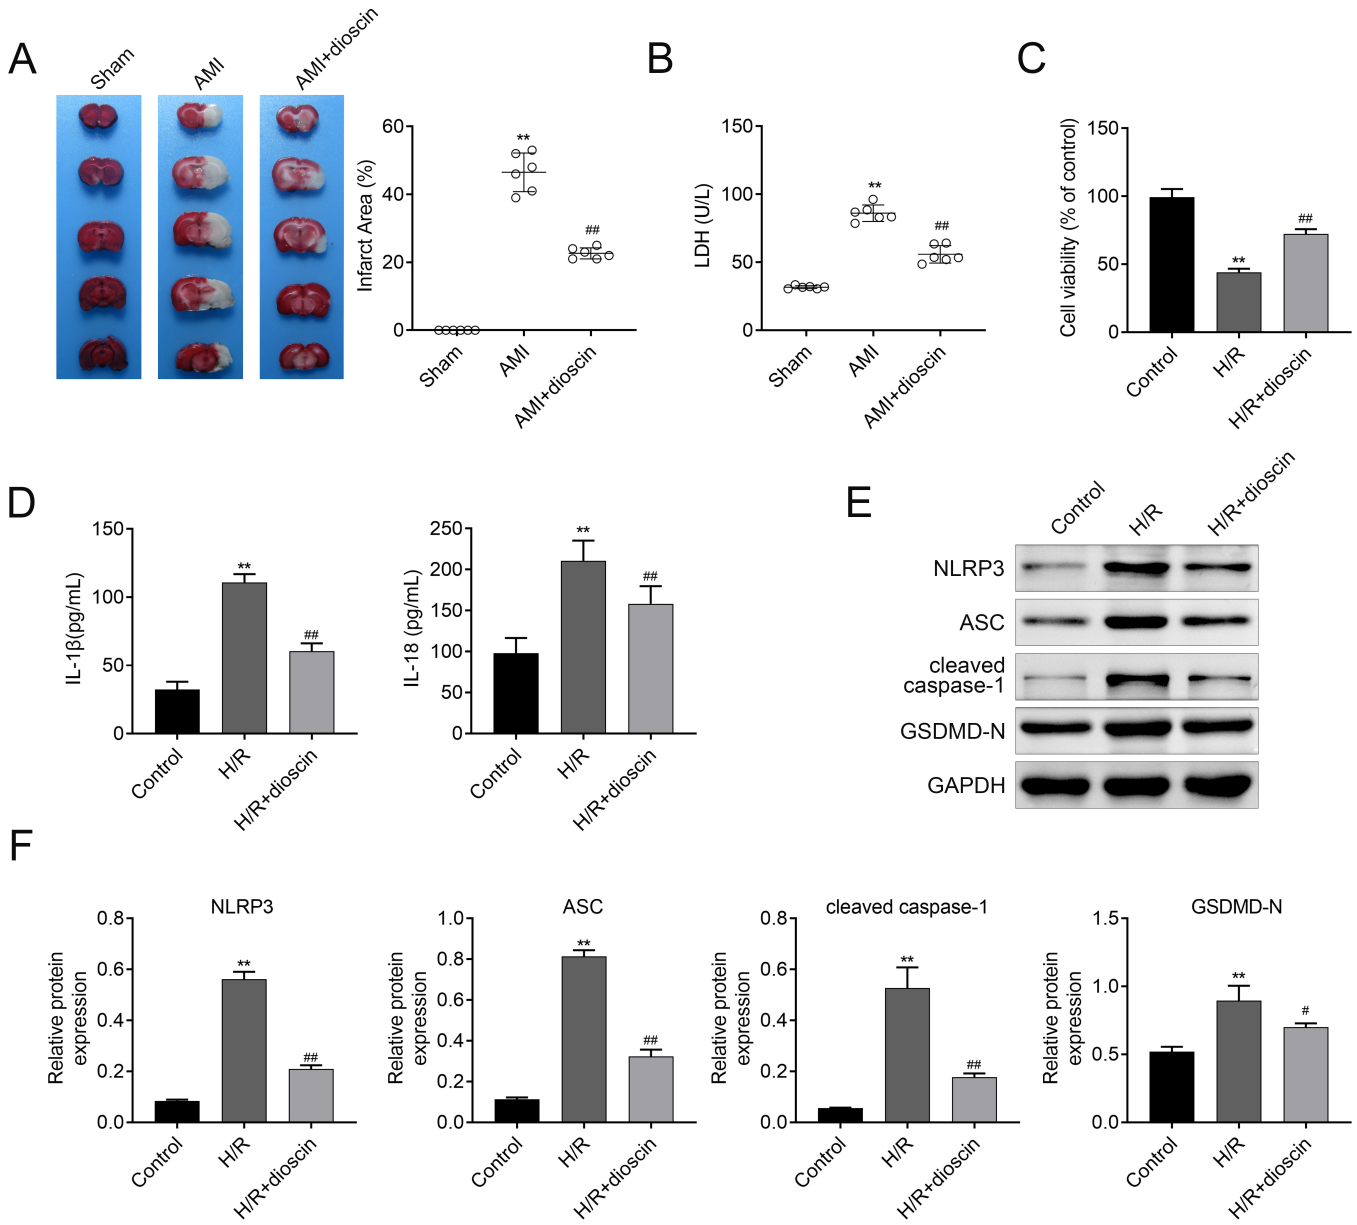 A
Sham
AMI
AMI+dioscin
Infarct Area (%)
60
40
20
0
**
##
Sham
AMI
AMI+dioscin
B
LDH (U/L)
150
100
50
0
**
##
Sham
AMI
AMI+dioscin
C
Cell viability (% of control)
150
100
50
0
**
##
Control
H/R
H/R+dioscin
D
IL-1β(pg/mL)
150
100
50
0
**
##
Control
H/R
H/R+dioscin
IL-18 (pg/mL)
250
200
150
100
50
0
**
##
Control
H/R
H/R+dioscin
E
Control
H/R
H/R+dioscin
NLRP3
ASC
cleaved
caspase-1
GSDMD-N
GAPDH
F
NLRP3
Relative protein
expression
0.8
0.6
0.4
0.2
0.0
**
##
Control
H/R
H/R+dioscin
ASC
Relative protein
expression
1.0
0.8
0.6
0.4
0.2
0.0
**
##
Control
H/R
H/R+dioscin
cleaved caspase-1
Relative protein
expression
0.8
0.6
0.4
0.2
0.0
**
##
Control
H/R
H/R+dioscin
GSDMD-N
Relative protein
expression
1.5
1.0
0.5
0.0
**
#
Control
H/R
H/R+dioscin